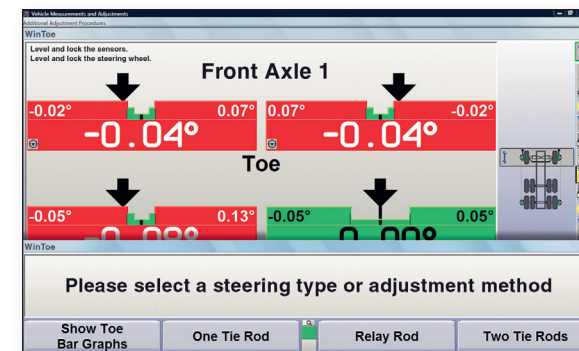 Vehicle Measurements and Adjustments
Additional Adjustment Procedures
WinToe
Level and lock the sensors.
Level and lock the steering wheel.
Front Axle 1
-0.02° 0.07° 0.07° -0.02°
-0.04° -0.04°
Toe
-0.05° 0.13° -0.05° 0.05°
WinToe
Please select a steering type or adjustment method
Show Toe
Bar Graphs
One Tie Rod
Relay Rod
Two Tie Rods